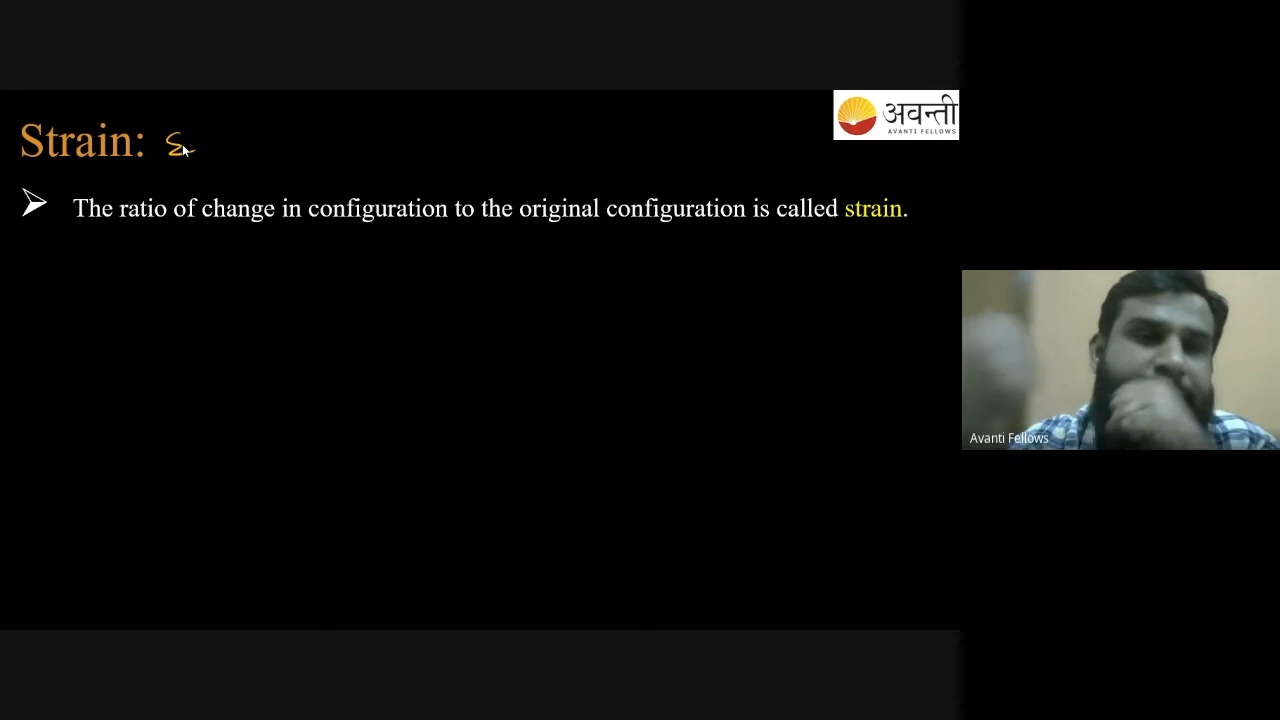 Strain: ε
➢ The ratio of change in configuration to the original configuration is called strain.
अवन्ती
AVANTI FELLOWS
Avanti Fellows